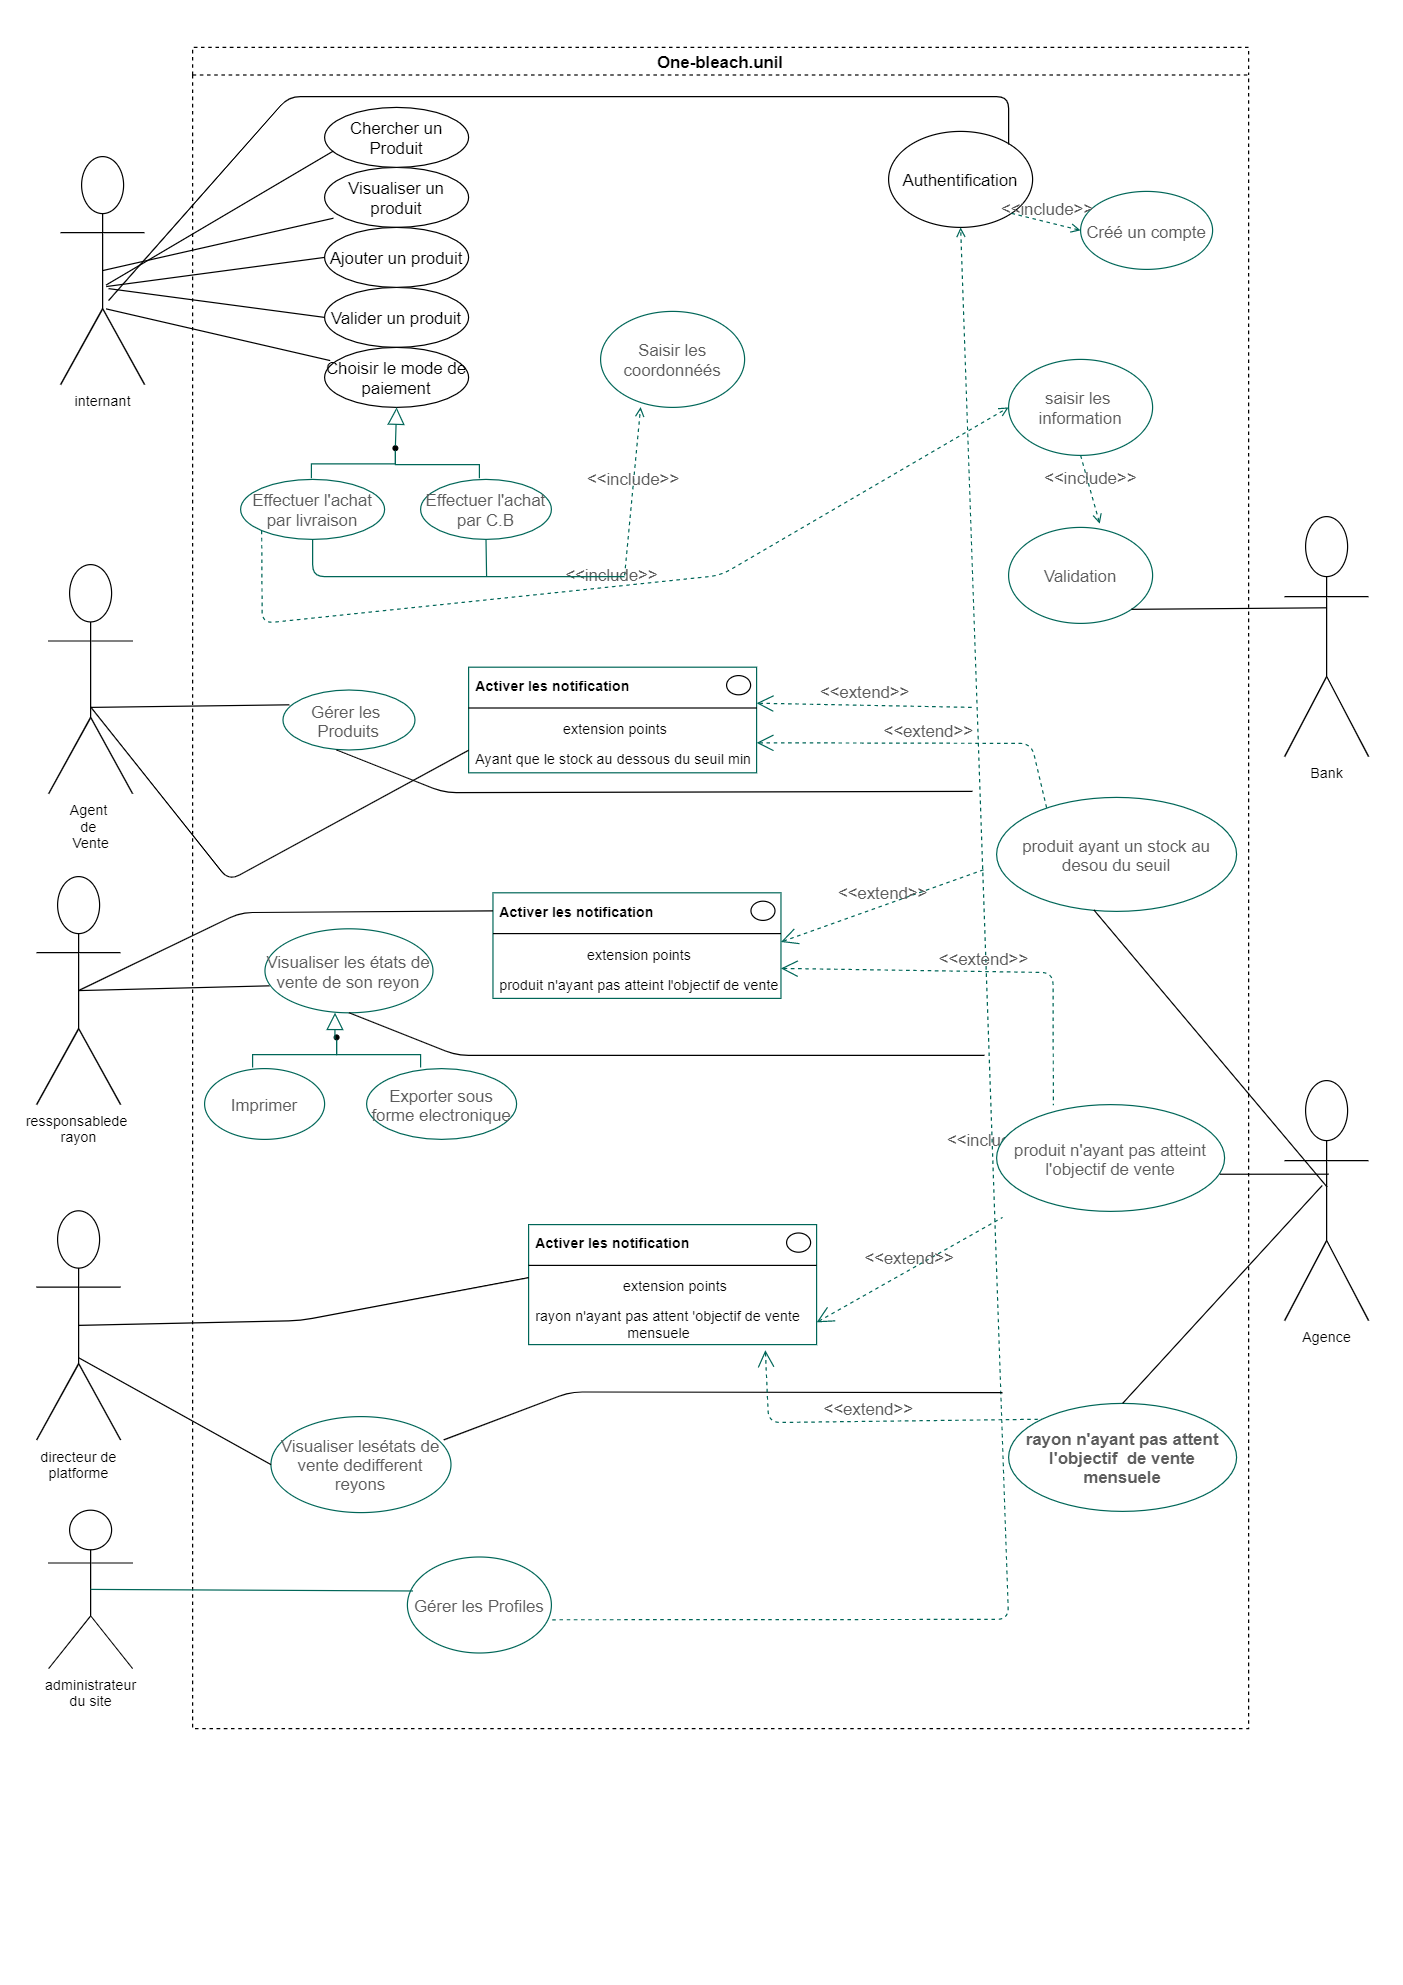 One-bleach.unil
Chercher un
Produit
Visualiser un
produit
Ajouter un produit
Valider un produit
Choisir le mode de
paiement
Authentification
<<include>>
Créé un compte
internant
Saisir les
coordonnéés
saisir les
information
<<include>>
<<include>>
Effectuer l'achat
par livraison
Effectuer l'achat
par C.B
<<include>>
Validation
Bank
Activer les notification
extension points
Ayant que le stock au dessous du seuil min
<<extend>>
<<extend>>
Gérer les
Produits
Agent
de
Vente
produit ayant un stock au
desou du seuil
<<extend>>
Activer les notification
extension points
produit n'ayant pas atteint l'objectif de vente
<<extend>>
Visualiser les états de
vente de son reyon
Imprimer
Exporter sous
forme electronique
ressponsablede
rayon
<<inclu
produit n'ayant pas atteint
l'objectif de vente
Activer les notification
extension points
rayon n'ayant pas attent 'objectif de vente
mensuele
<<extend>>
Agence
<<extend>>
Visualiser lesétats de
vente dedifferent
reyons
rayon n'ayant pas attent
l'objectif de vente
mensuele
directeur de
platforme
Gérer les Profiles
administrateur
du site